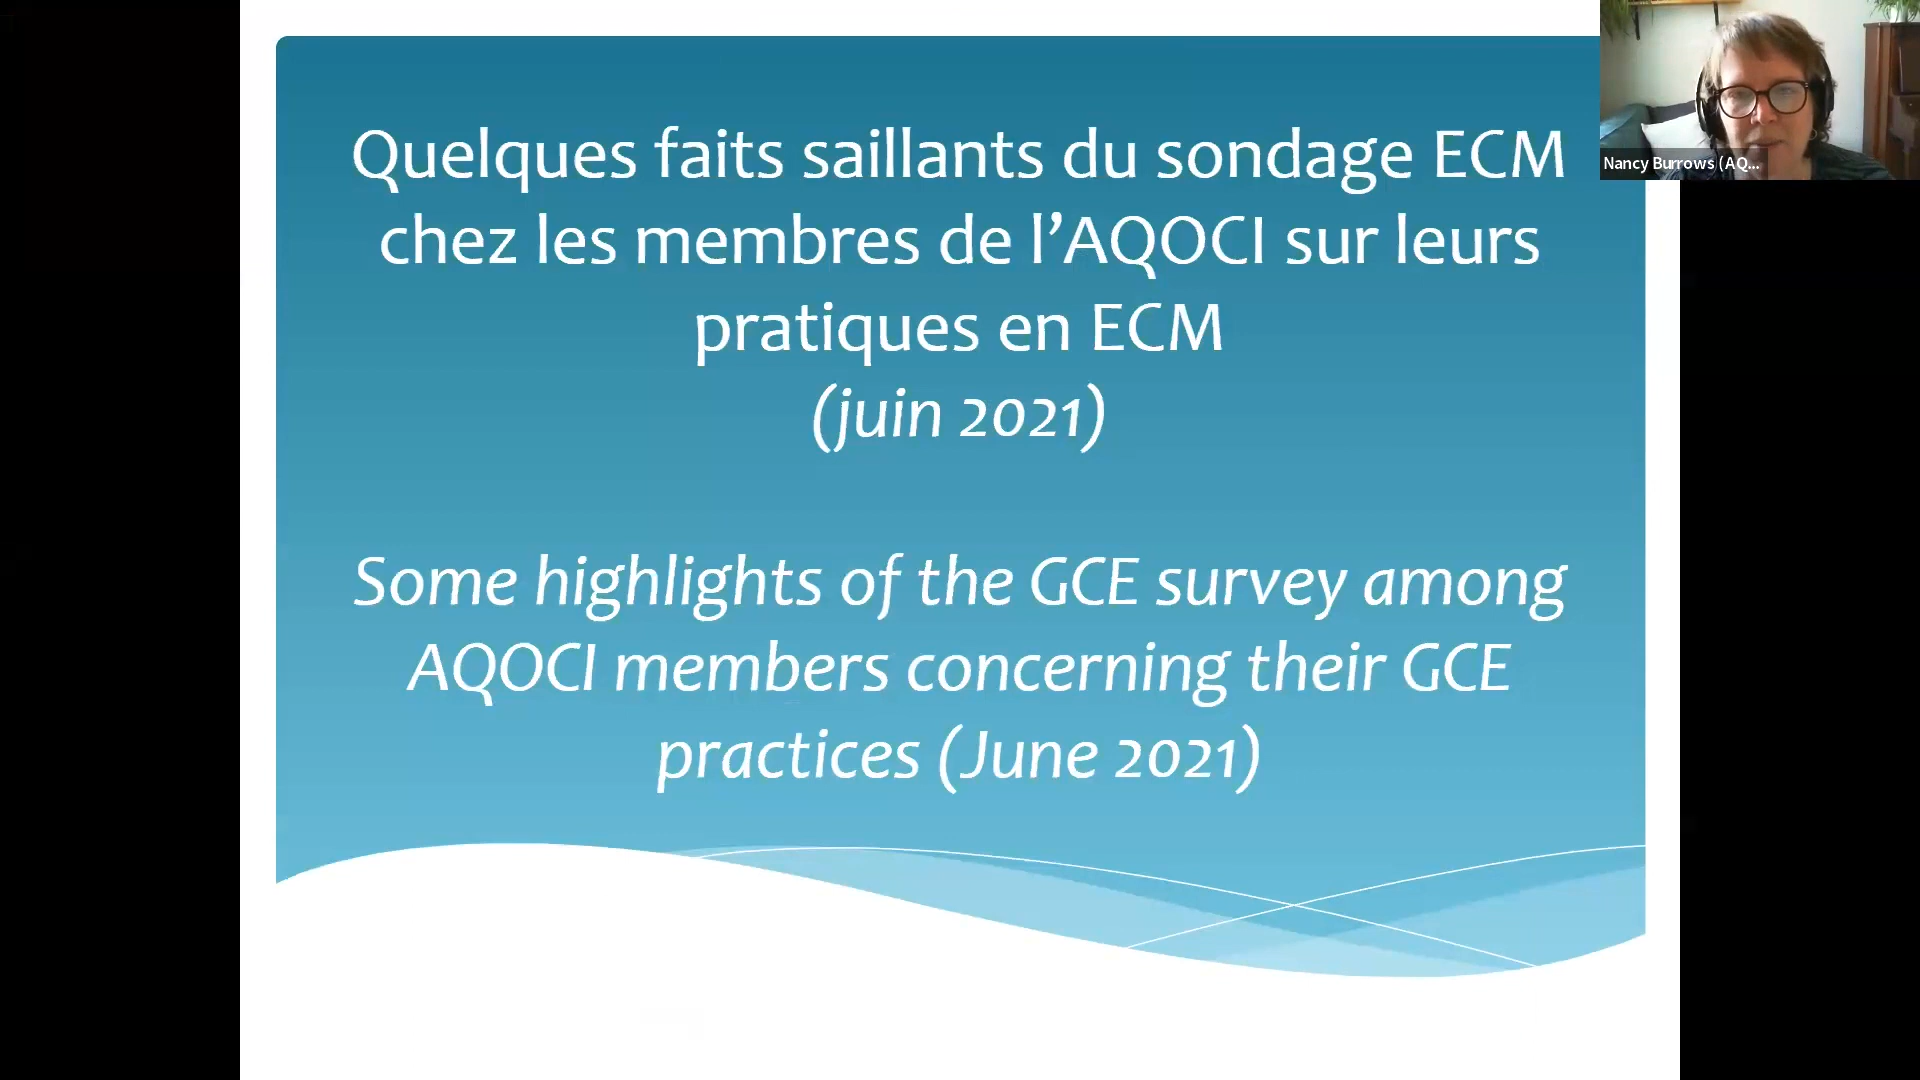 Quelques faits saillants du sondage ECM
chez les membres de l’AQOCI sur leurs
pratiques en ECM
(juin 2021)
Some highlights of the GCE survey among
AQOCI members concerning their GCE
practices (June 2021)
Nancy Burrows (AQ...